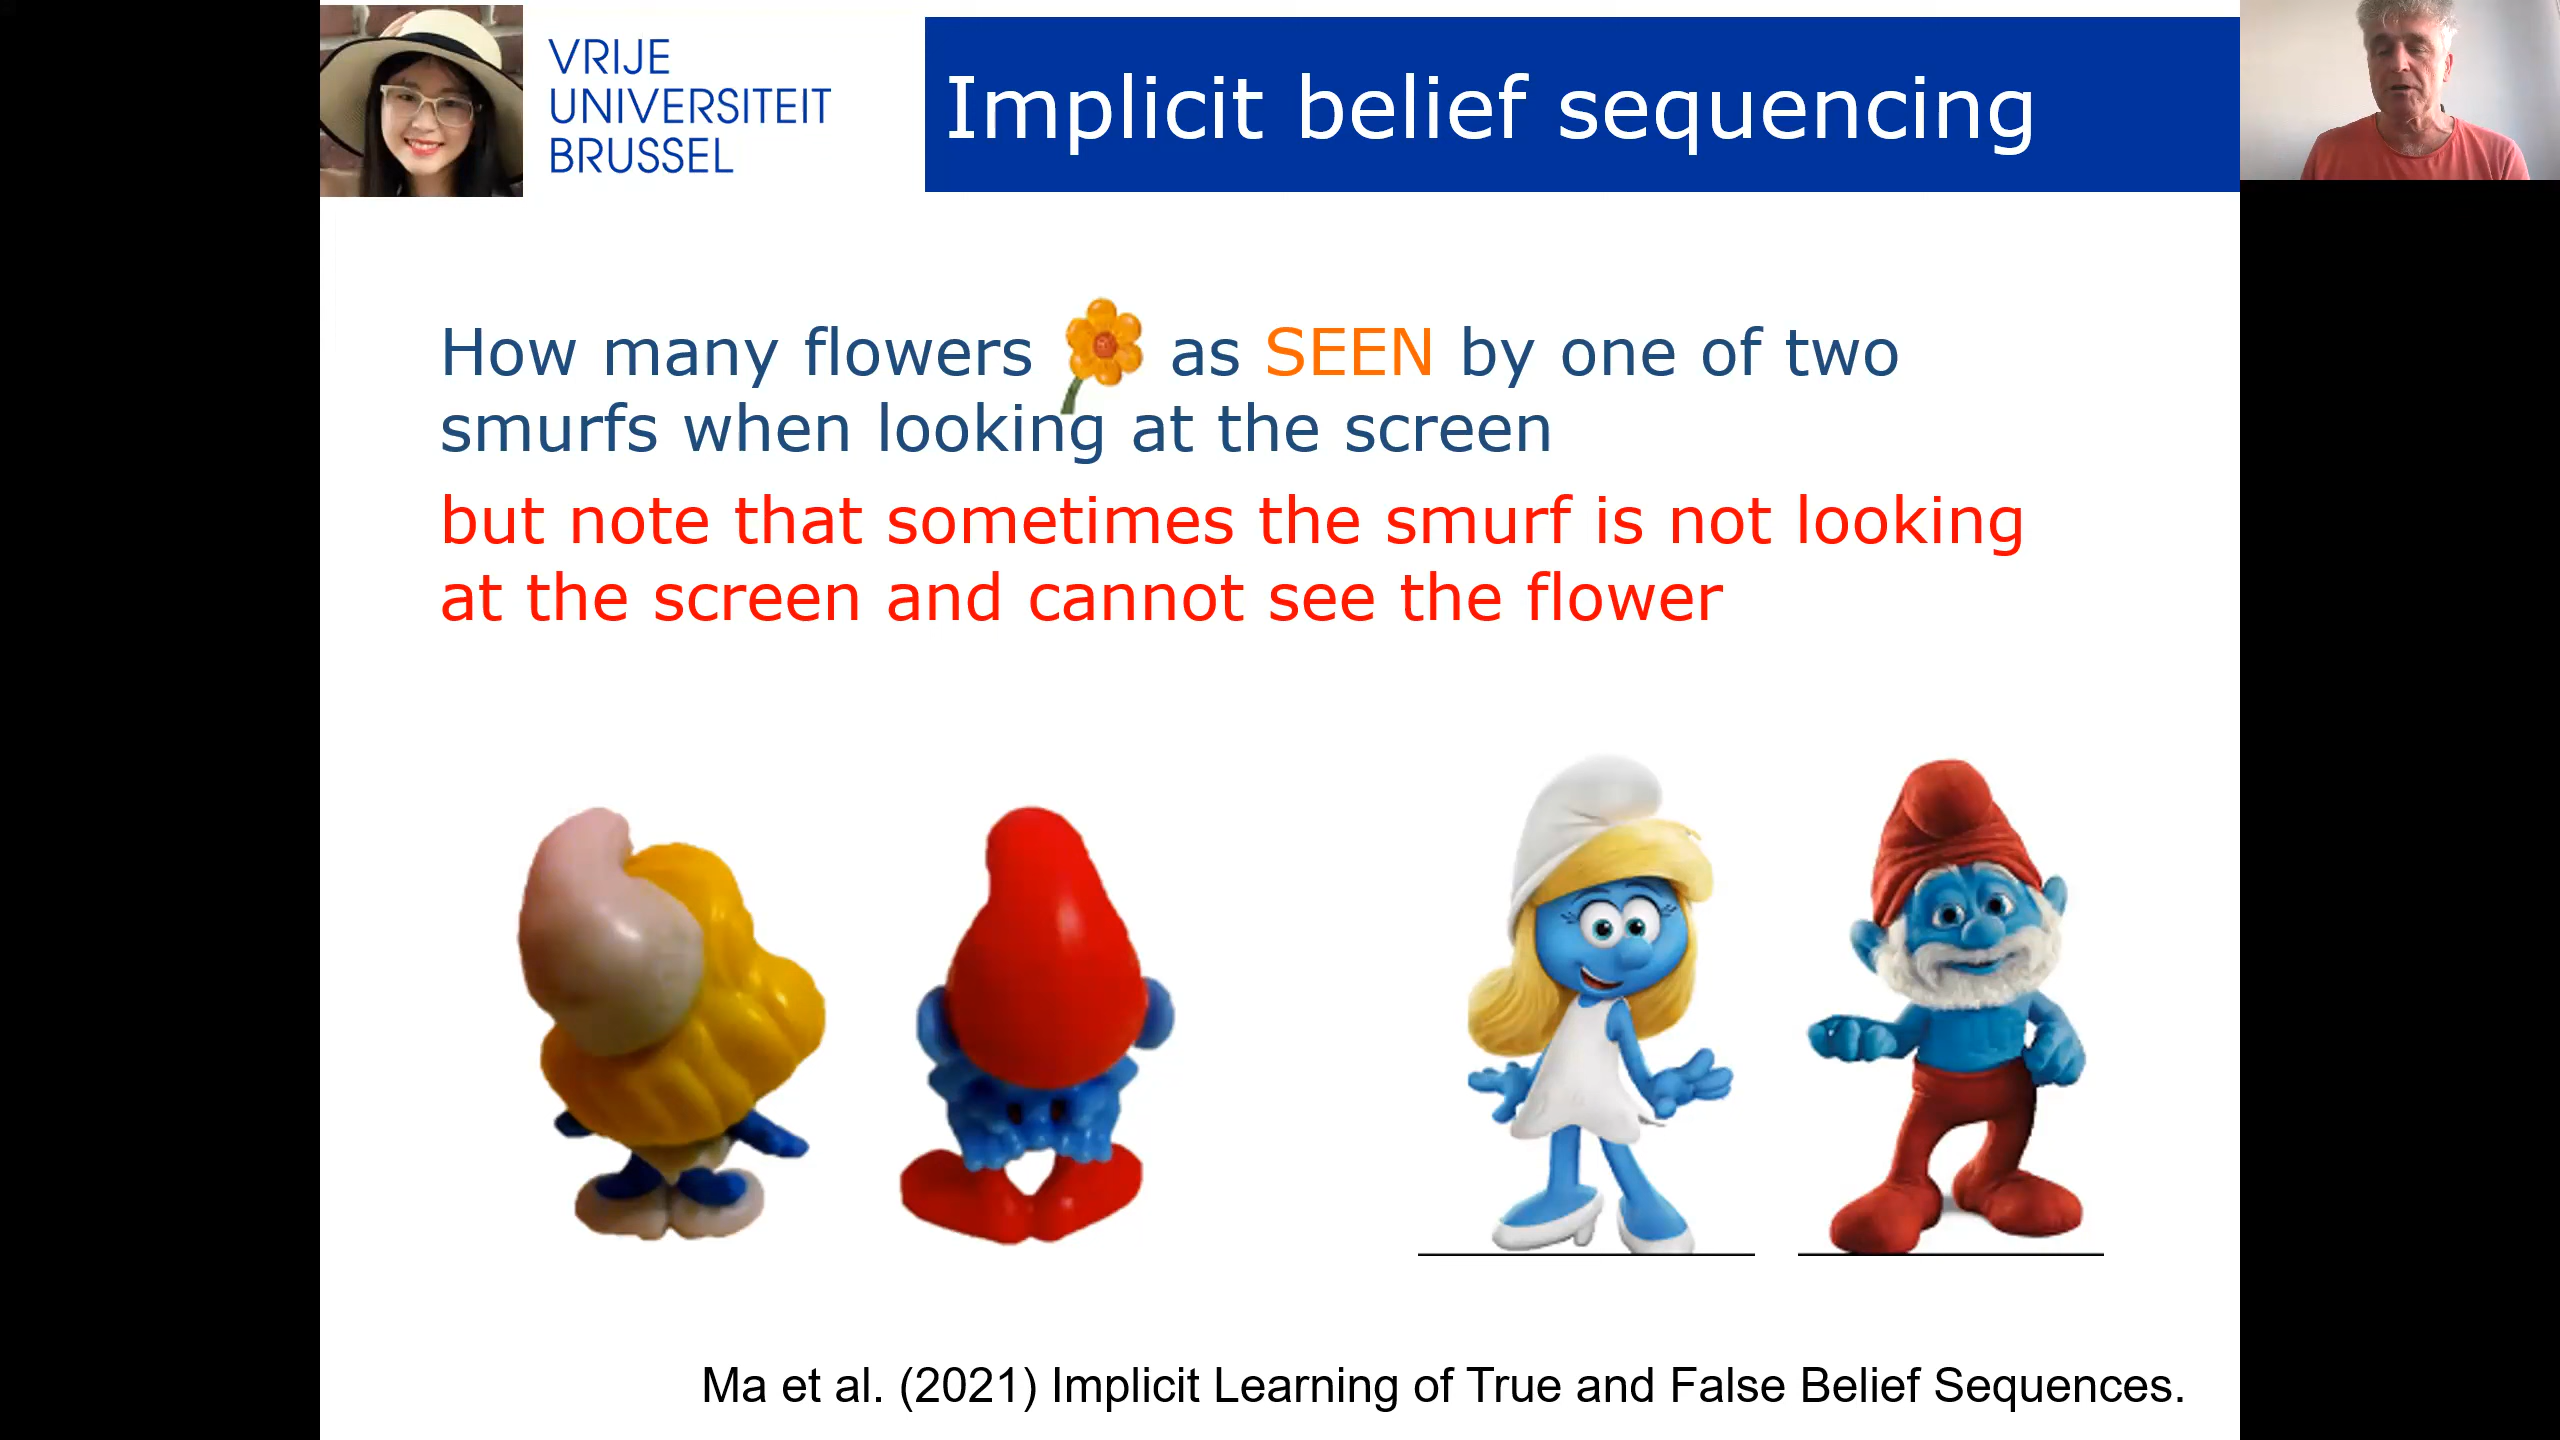 VRIJE
UNIVERSITEIT
BRUSSEL
Implicit belief sequencing
How many flowers as SEEN by one of two
smurfs when looking at the screen
but note that sometimes the smurf is not looking
at the screen and cannot see the flower
Ma et al. (2021) Implicit Learning of True and False Belief Sequences.